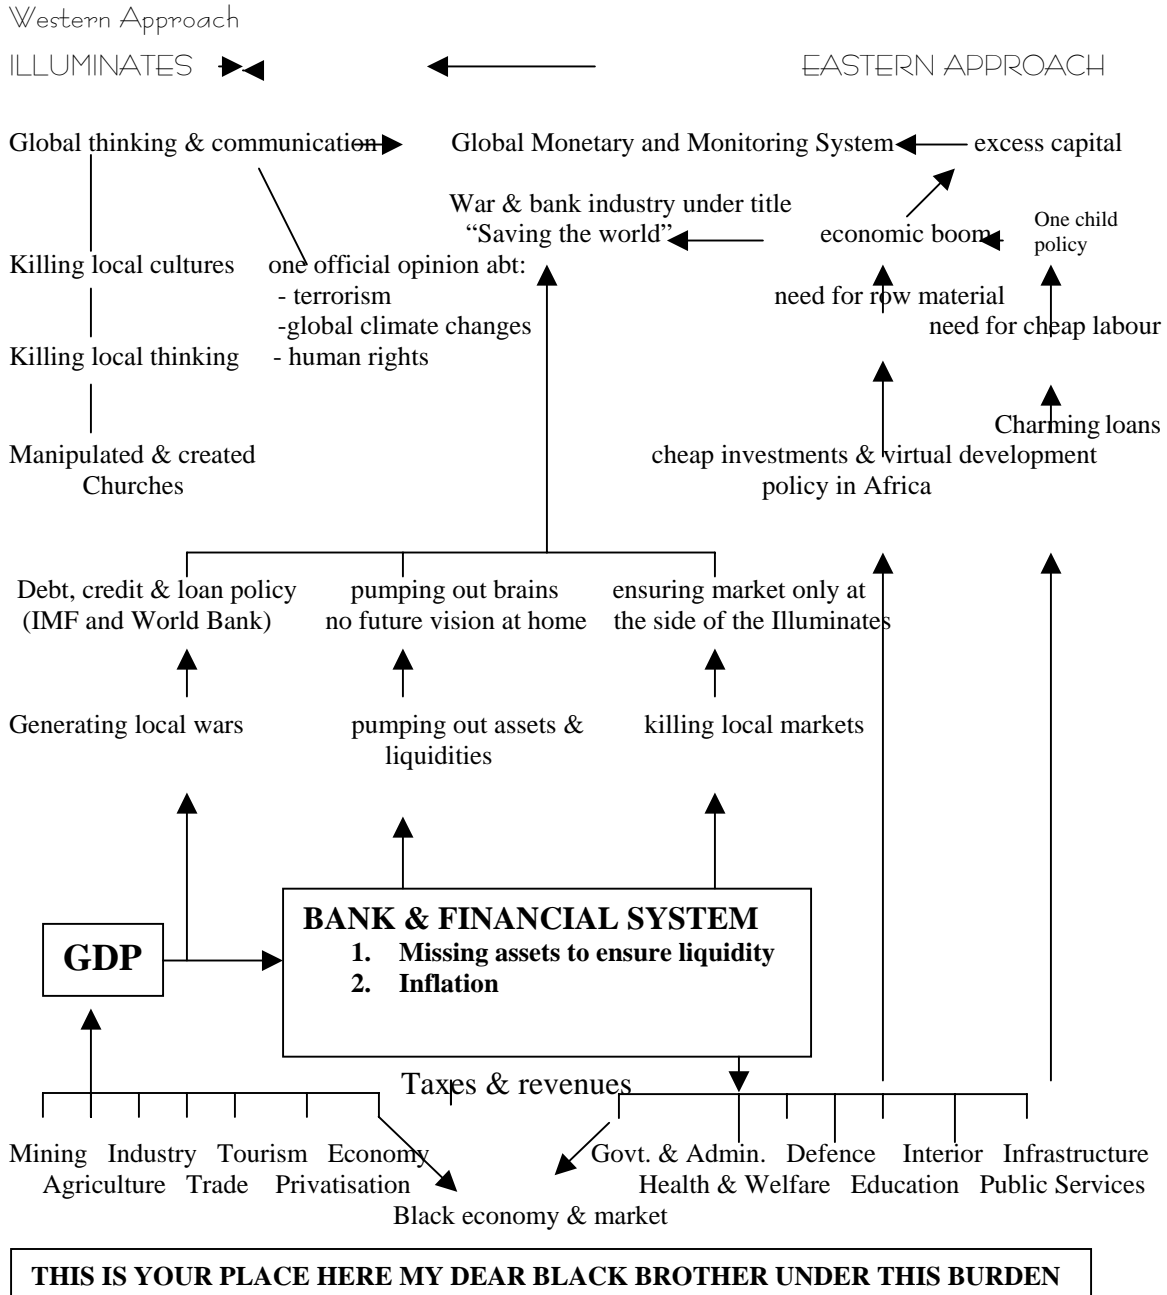 Western Approach
ILLUMINATES EASTERN APPROACH
Global thinking & communication Global Monetary and Monitoring System excess capital
War & bank industry under title
“Saving the world”
economic boom
One child
policy
Killing local cultures
one official opinion abt:
- terrorism
-global climate changes
- human rights
need for row material
need for cheap labour
Killing local thinking
Charming loans
Manipulated & created
Churches
cheap investments & virtual development
policy in Africa
Debt, credit & loan policy
(IMF and World Bank)
pumping out brains
no future vision at home
ensuring market only at
the side of the Illuminates
Generating local wars
pumping out assets &
liquidities
killing local markets
GDP
BANK & FINANCIAL SYSTEM
1. Missing assets to ensure liquidity
2. Inflation
Taxes & revenues
Mining Industry Tourism Economy
Agriculture Trade Privatisation
Govt. & Admin. Defence Interior Infrastructure
Health & Welfare Education Public Services
Black economy & market
THIS IS YOUR PLACE HERE MY DEAR BLACK BROTHER UNDER THIS BURDEN